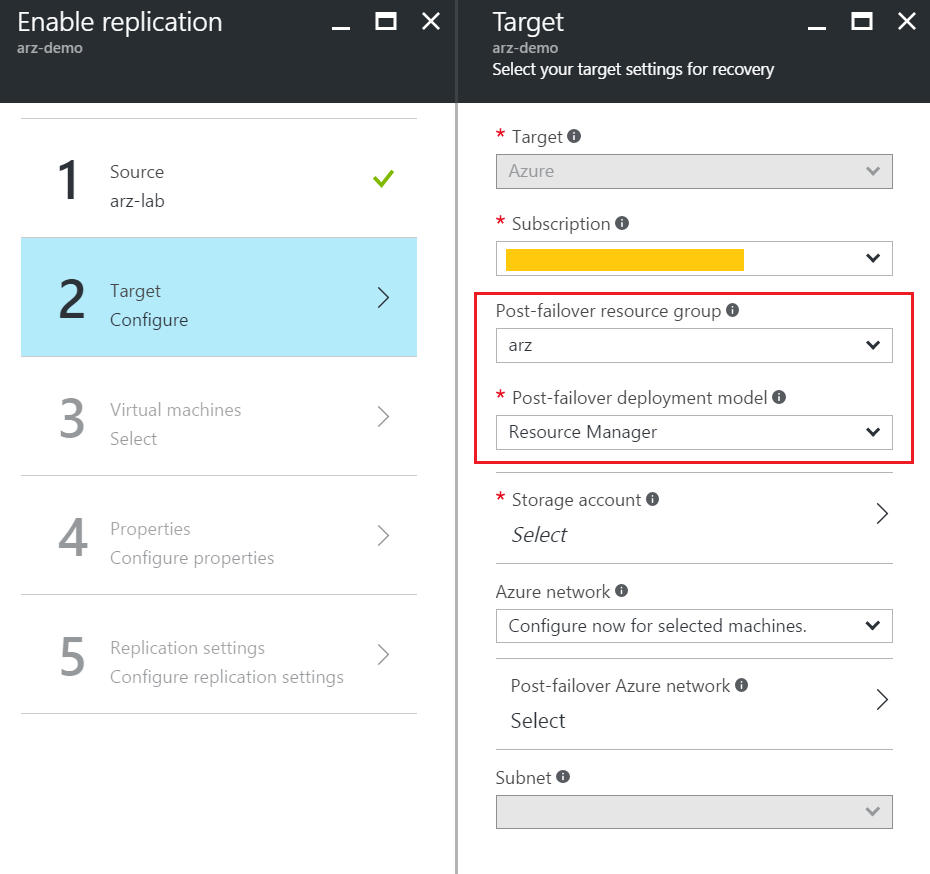 Enable replication
arz-demo
1
Source
arz-lab
2
Target
Configure
3
Virtual machines
Select
4
Properties
Configure properties
5
Replication settings
Configure replication settings
Target
arz-demo
Select your target settings for recovery
* Target
Azure
* Subscription
Post-failover resource group
arz
* Post-failover deployment model
Resource Manager
* Storage account
Select
Azure network
Configure now for selected machines.
Post-failover Azure network
Select
Subnet